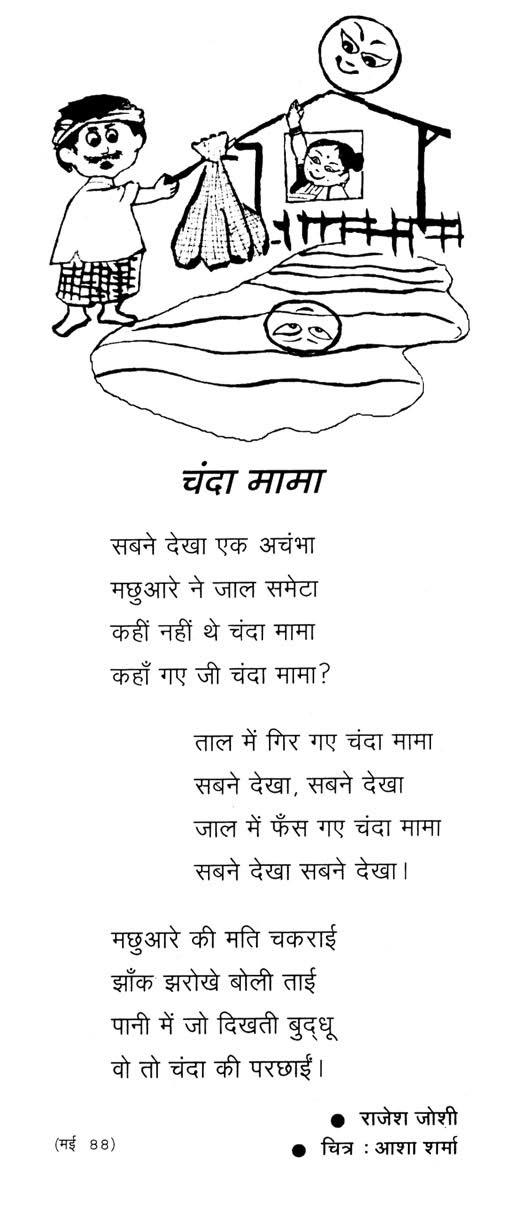 चंदा मामा
सबने देखा एक अचंभा
मछुआरे ने जाल समेटा
कहीं नहीं थे चंदा मामा
कहाँ गए जी चंदा मामा?
ताल में गिर गए चंदा मामा
सबने देखा, सबने देखा
जाल में फँस गए चंदा मामा
सबने देखा सबने देखा।
मछुआरे की मति चकराई
झाँक झरोखे बोली ताई
पानी में जो दिखती बुद्धू
वो तो चंदा की परछाईं।
● राजेश जोशी
(मई 88)
● चित्र : आशा शर्मा